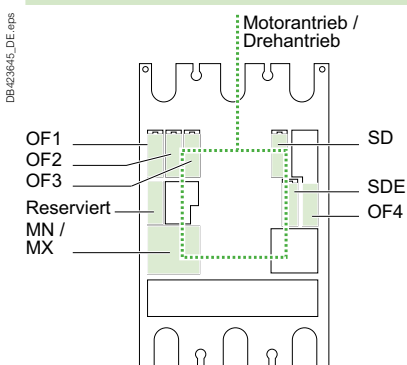 DB423645_DE.eps
Motorantrieb /
Drehantrieb
OF1
OF2
OF3
Reserviert
MN /
MX
SD
SDE
OF4